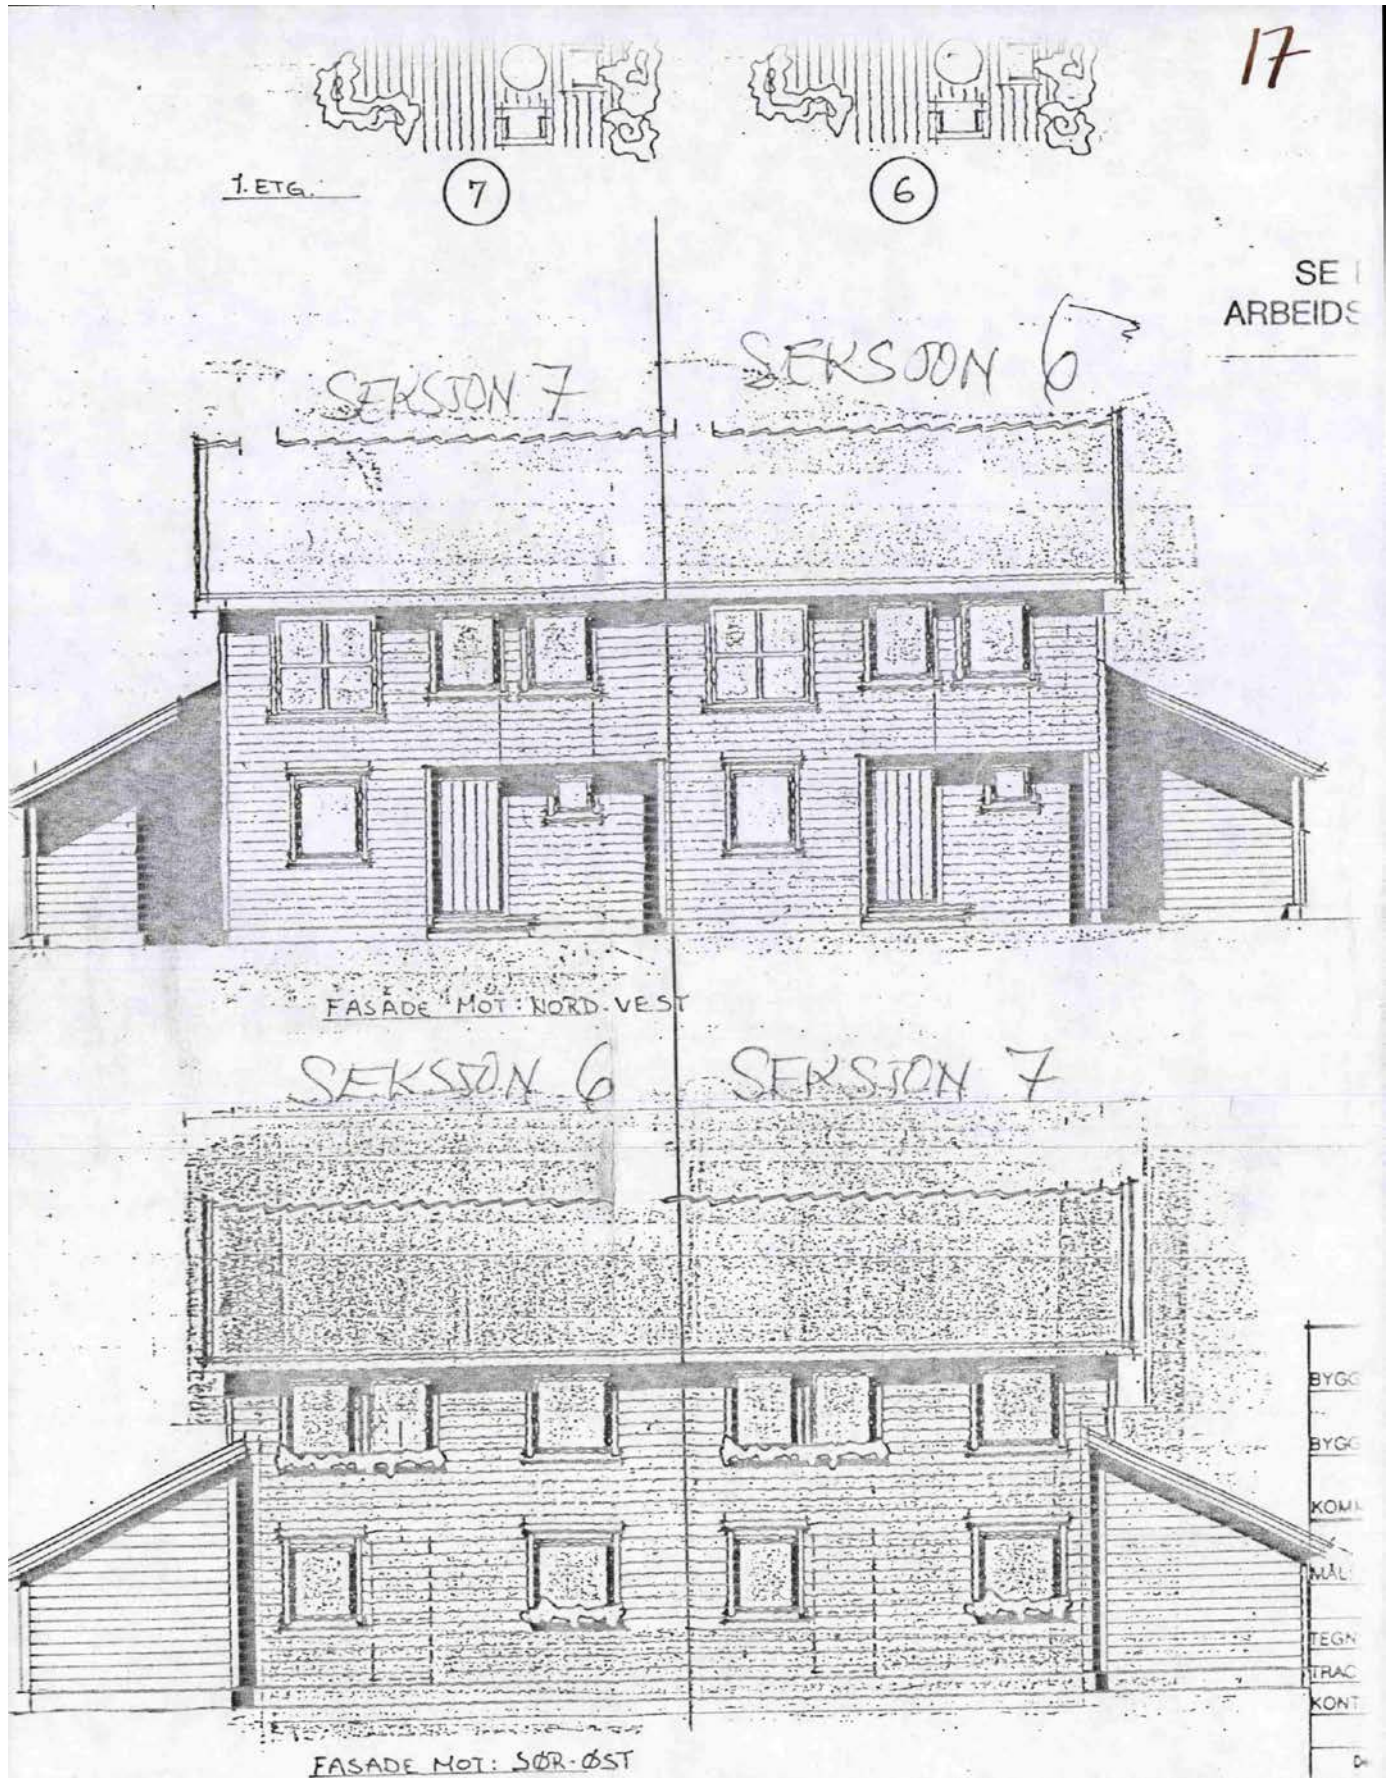 17
1. ETG.
7
6
SE
ARBEIDS
SEKSJON 7
SEKSJON 6
FASADE MOT: NORD-VEST
SEKSJON 6
SEKSJON 7
BYGG
BYGG
KOMM
MÅL
TEGN
TRAC
KONT
FASADE MOT: SØR-ØST